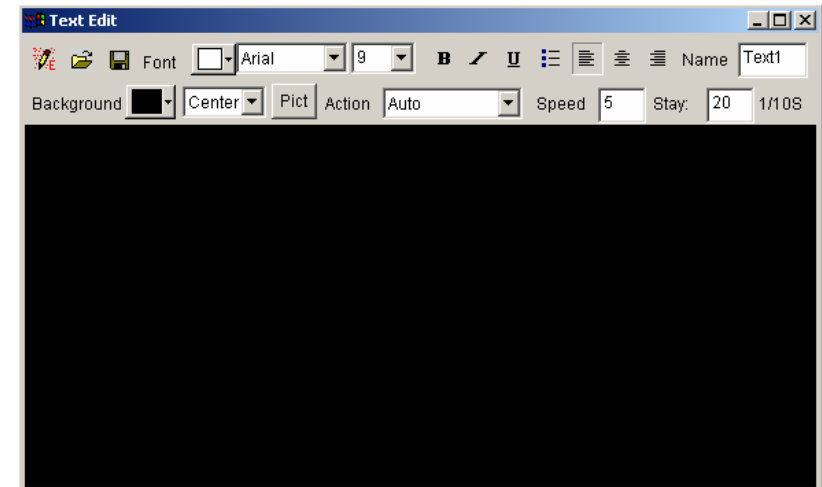 Text Edit
Font Arial 9 B I U Name Text1
Background Center Pict Action Auto Speed 5 Stay: 20 1/10S